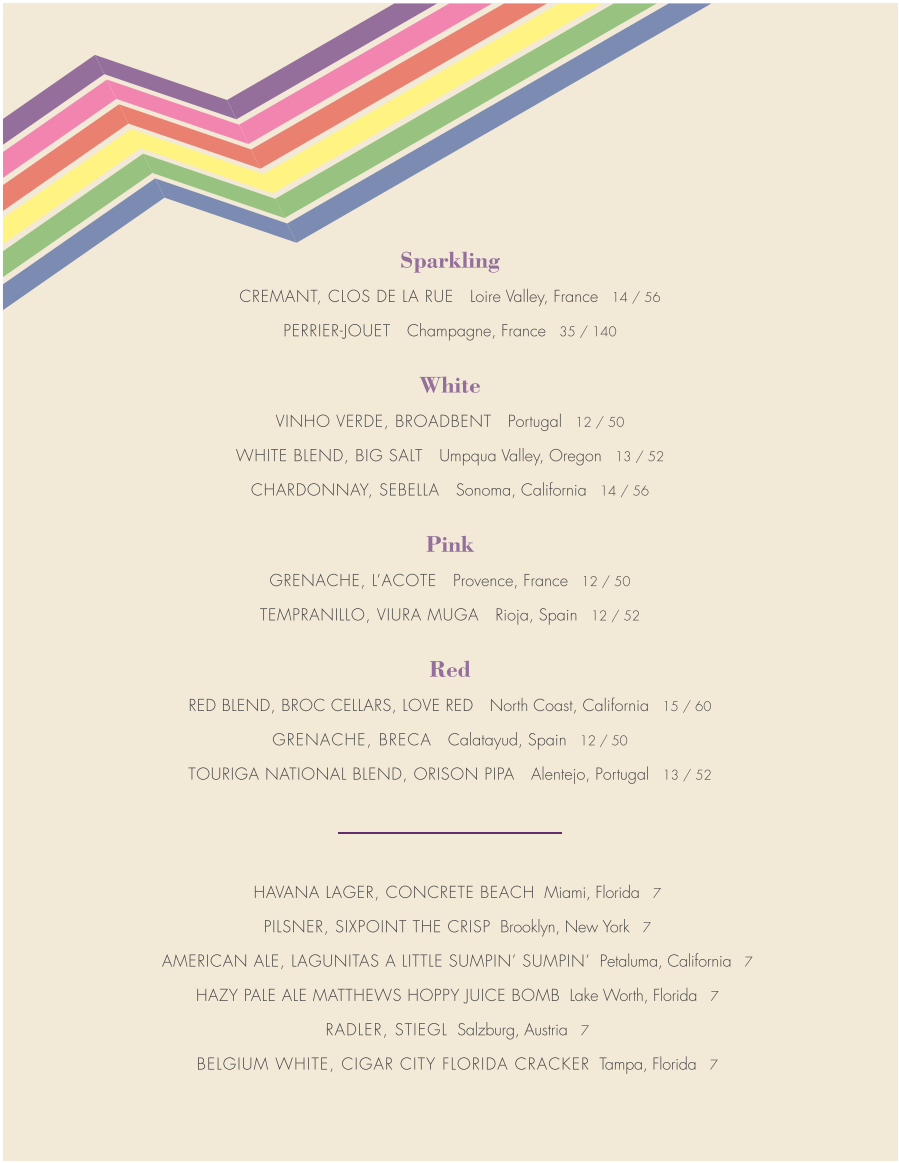 Sparkling
CREMANT, CLOS DE LA RUE Loire Valley, France 14 / 56
PERRIER-JOUET Champagne, France 35 / 140
White
VINHO VERDE, BROADBENT Portugal 12 / 50
WHITE BLEND, BIG SALT Umpqua Valley, Oregon 13 / 52
CHARDONNAY, SEBELLA Sonoma, California 14 / 56
Pink
GRENACHE, L’ACOTE Provence, France 12 / 50
TEMPRANILLO, VIURA MUGA Rioja, Spain 12 / 52
Red
RED BLEND, BROC CELLARS, LOVE RED North Coast, California 15 / 60
GRENACHE, BRECA Calatayud, Spain 12 / 50
TOURIGA NATIONAL BLEND, ORISON PIPA Alentejo, Portugal 13 / 52
HAVANA LAGER, CONCRETE BEACH Miami, Florida 7
PILSNER, SIXPOINT THE CRISP Brooklyn, New York 7
AMERICAN ALE, LAGUNITAS A LITTLE SUMPIN’ SUMPIN’ Petaluma, California 7
HAZY PALE ALE MATTHEWS HOPPY JUICE BOMB Lake Worth, Florida 7
RADLER, STIEGL Salzburg, Austria 7
BELGIUM WHITE, CIGAR CITY FLORIDA CRACKER Tampa, Florida 7